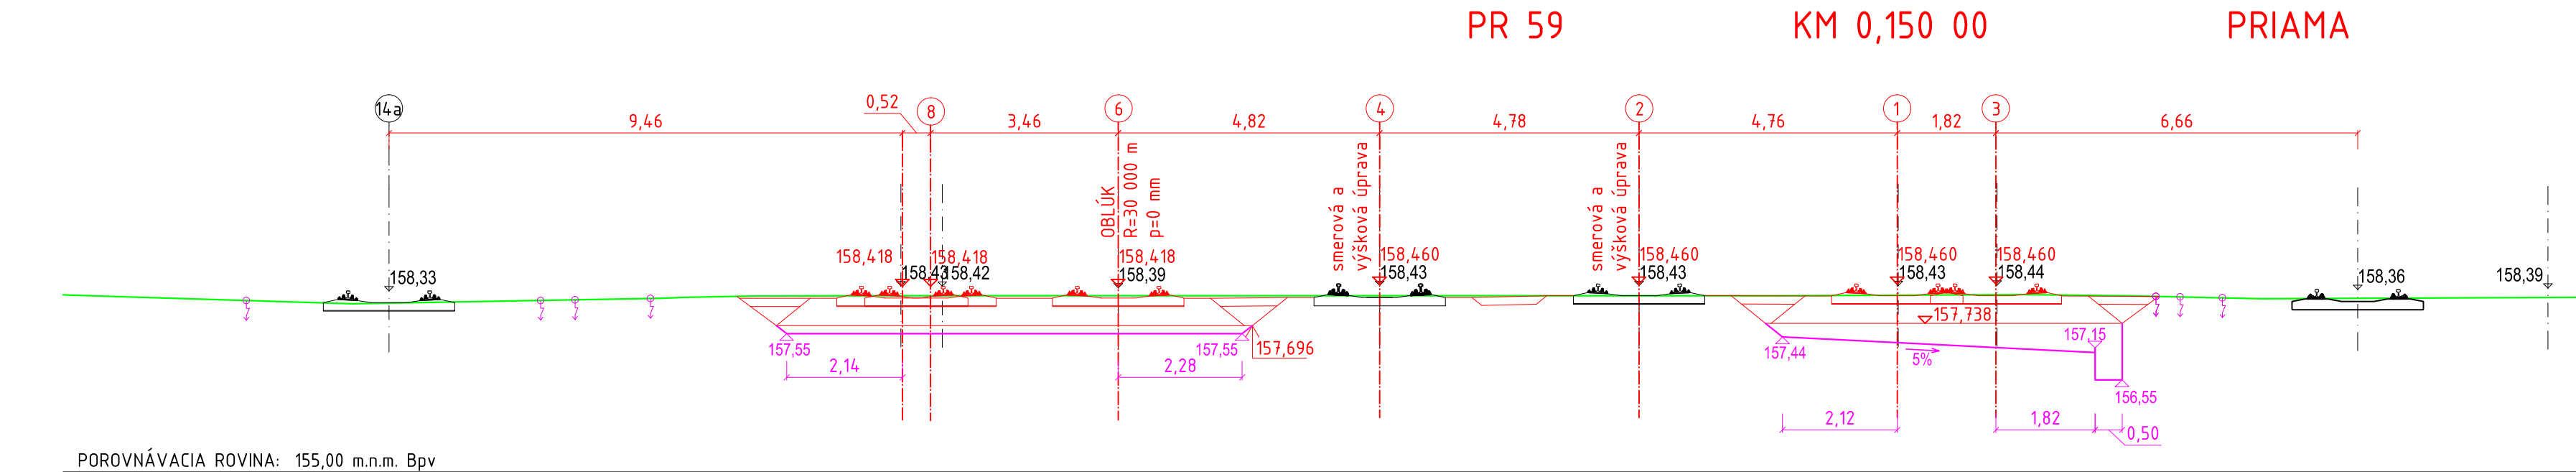 PR 59 KM 0,150 00 PRIAMA
14a 8 6 4 2 1 3
9,46 0,52 3,46 4,82 4,78 4,76 1,82 6,66
OBLÚK
R=30 000 m
p=0 mm
smerová a
výšková úprava
smerová a
výšková úprava
158,418 158,418 158,418 158,460 158,460 158,460 158,460
158,33 158,43 158,42 158,39 158,43 158,43 158,43 158,44 158,36 158,39
157,738
157,55 157,55 157,696 157,44 5% 157,15
2,14 2,28
156,55
2,12 1,82 0,50
POROVNÁVACIA ROVINA: 155,00 m.n.m. Bpv